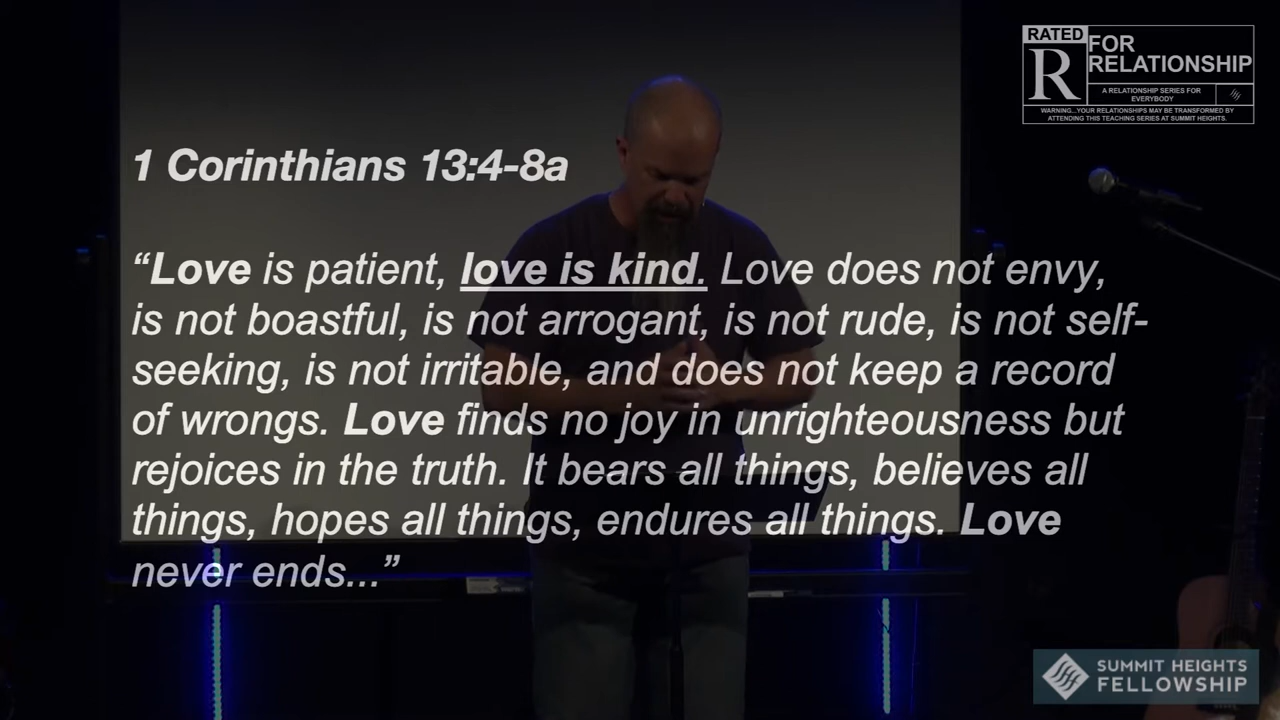 RATED
R
FOR
RELATIONSHIP
A RELATIONSHIP SERIES FOR
EVERYBODY
WARNING...YOUR RELATIONSHIPS MAY BE TRANSFORMED BY
ATTENDING THIS TEACHING SERIES AT SUMMIT HEIGHTS.
1 Corinthians 13:4-8a
“Love is patient, love is kind. Love does not envy,
is not boastful, is not arrogant, is not rude, is not self-
seeking, is not irritable, and does not keep a record
of wrongs. Love finds no joy in unrighteousness but
rejoices in the truth. It bears all things, believes all
things, hopes all things, endures all things. Love
never ends...”
SUMMIT HEIGHTS
FELLOWSHIP